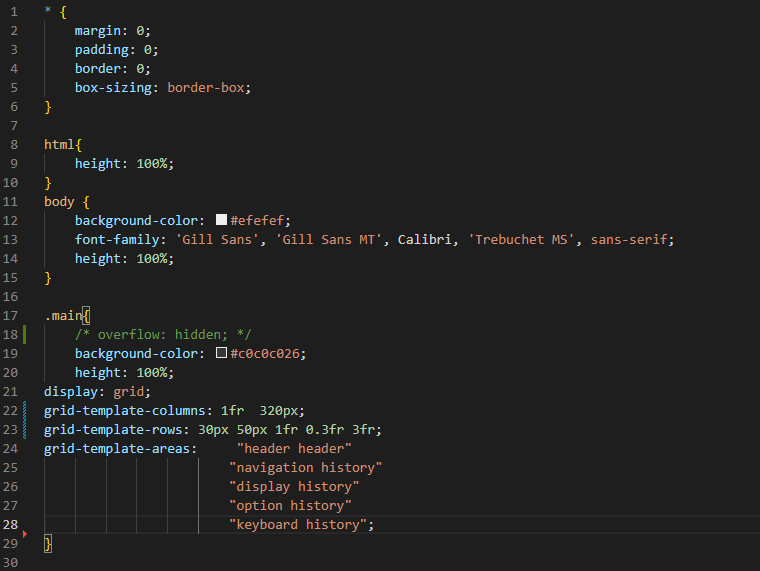 1 * {
2     margin: 0;
3     padding: 0;
4     border: 0;
5     box-sizing: border-box;
6 }
7
8 html{
9     height: 100%;
10 }
11 body {
12     background-color: #efefef;
13     font-family: 'Gill Sans', 'Gill Sans MT', Calibri, 'Trebuchet MS', sans-serif;
14     height: 100%;
15 }
16
17 .main{
18     /* overflow: hidden; */
19     background-color: #c0c0c026;
20     height: 100%;
21 display: grid;
22 grid-template-columns: 1fr  320px;
23 grid-template-rows: 30px 50px 1fr 0.3fr 3fr;
24 grid-template-areas:     "header header"
25                         "navigation history"
26                         "display history"
27                         "option history"
28                         "keyboard history";
29 }
30